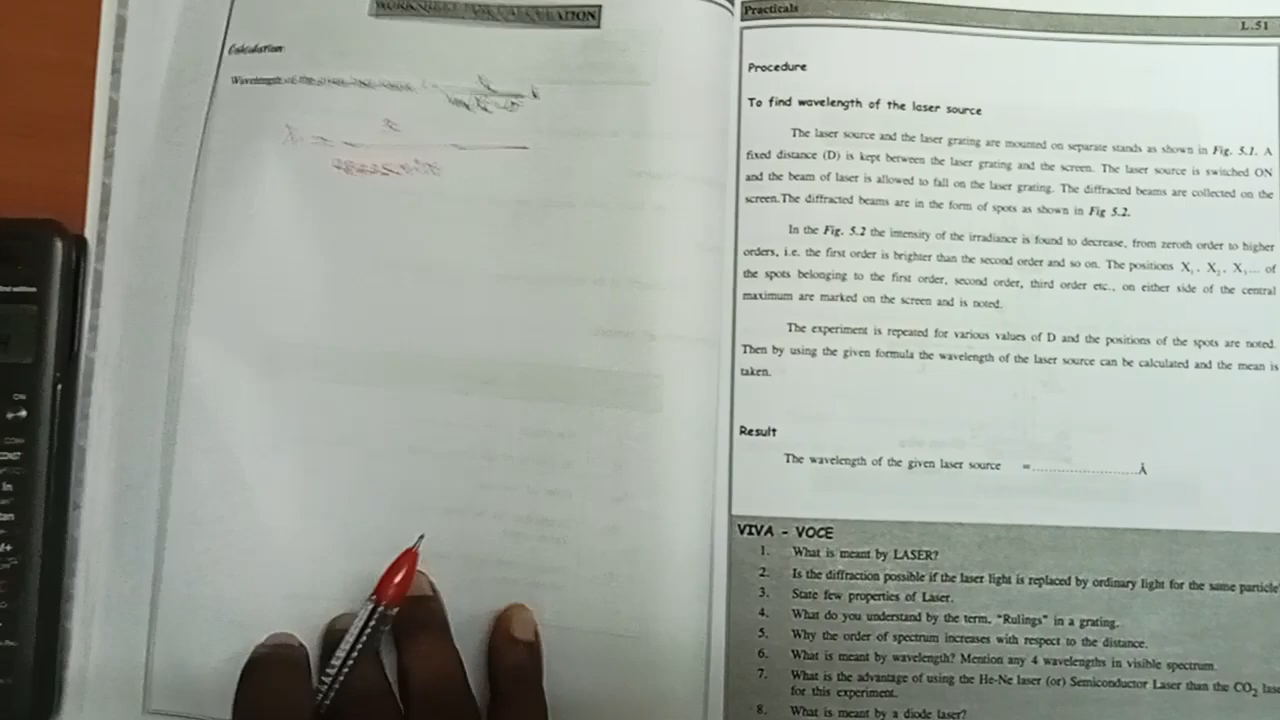 WORKSHEET FOR CALCULATION
Calculation
Wavelength of the given
λ =
Practicals
L.51
Procedure
To find wavelength of the laser source
The laser source and the laser grating are mounted on separate stands as shown in Fig. 5.1. A
fixed distance (D) is kept between the laser grating and the screen. The laser source is switched ON
and the beam of laser is allowed to fall on the laser grating. The diffracted beams are collected on the
screen.The diffracted beams are in the form of spots as shown in Fig 5.2.
In the Fig. 5.2 the intensity of the irradiance is found to decrease, from zeroth order to higher
orders, i.e. the first order is brighter than the second order and so on. The positions X₁, X₂, X₃... of
the spots belonging to the first order, second order, third order etc., on either side of the central
maximum are marked on the screen and is noted.
The experiment is repeated for various values of D and the positions of the spots are noted.
Then by using the given formula the wavelength of the laser source can be calculated and the mean is
taken.
Result
The wavelength of the given laser source =..........................Å
VIVA - VOCE
1. What is meant by LASER?
2. Is the diffraction possible if the laser light is replaced by ordinary light for the same particle
3. State few properties of Laser.
4. What do you understand by the term, "Rulings" in a grating.
5. Why the order of spectrum increases with respect to the distance.
6. What is meant by wavelength? Mention any 4 wavelengths in visible spectrum.
7. What is the advantage of using the He-Ne laser (or) Semiconductor Laser than the CO₂ lase
for this experiment.
8. What is meant by a diode laser?
ON
ln